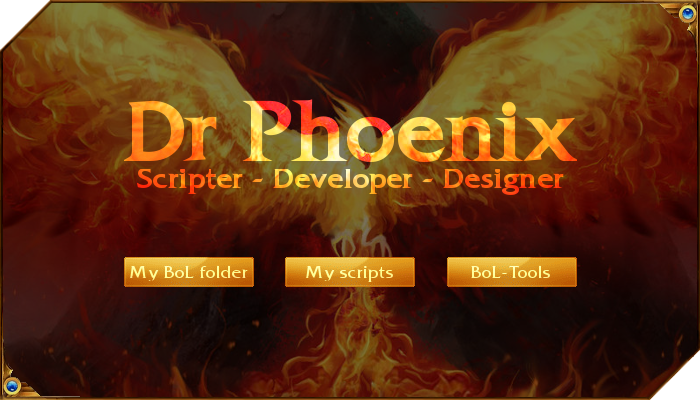 Dr Phoenix
Scripter - Developer - Designer
My BoL folder
My scripts
BoL-Tools